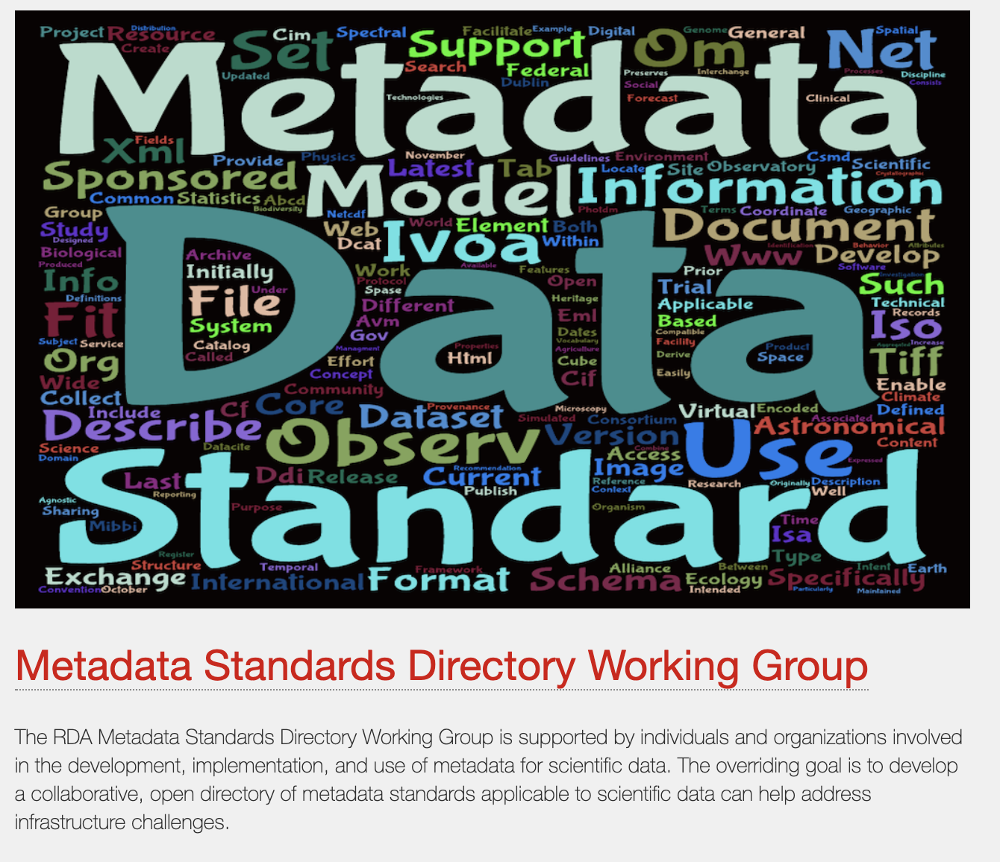 Project Resource Distribution Set Cim Spectral Support Facilitate Example Digital Om Genome General Net Spatial
Create Updated Search Federal Preserves Interchange Processes Discipline
Metadata
Technologies Dublin Social Forecast Clinical Consists
Xml Fields Provide Physics November Latest Tab Guidelines Environment Csmd Scientific
Sponsored Model Locate Site Observatory Information Crystallographic
Common Statistics Abcd Biodiversity
Group Netcdf Photdm Terms Coordinate Geographic
Study Designed Web World Element Both Document
Data
Biological Archive Dcat Ivoa Within Www Identification Behavior Attributes Develop
Produced Initially Work Available Features Prior Software
Info Under Protocol Spase Open Trial Investigation Such
Definitions File Different Heritage Applicable Technical
Fit System Avm Eml Based Records Iso
Subject Service Catalog Gov Dates Compatible Vocabulary Facility Aggregated Increase
Org Called Managment Properties Agriculture Product Tiff
Wide Effort Html Cube Derive Space
Collect Concept Cif Easily Enable
Include Cf Core Community Climate
Describe Dataset Provenance Microscopy Virtual Encoded Associated Defined
Observ Simulated Consortium Version Use Astronomical
Science Datacite Combine Access Content
Domain Recommendation Image Expressed
Standard
Last Ddi Release Current Reference Research Originally Description
Agnostic Reporting Publish Context Well
Sharing Purpose Organism Time
Mibbi Isa
Register Type
Structure Temporal Framework Alliance Between Intent Earth
Exchange International Format Schema Ecology Specifically
Convention October Intended Particularly Maintained
Metadata Standards Directory Working Group
The RDA Metadata Standards Directory Working Group is supported by individuals and organizations involved
in the development, implementation, and use of metadata for scientific data. The overriding goal is to develop
a collaborative, open directory of metadata standards applicable to scientific data can help address
infrastructure challenges.